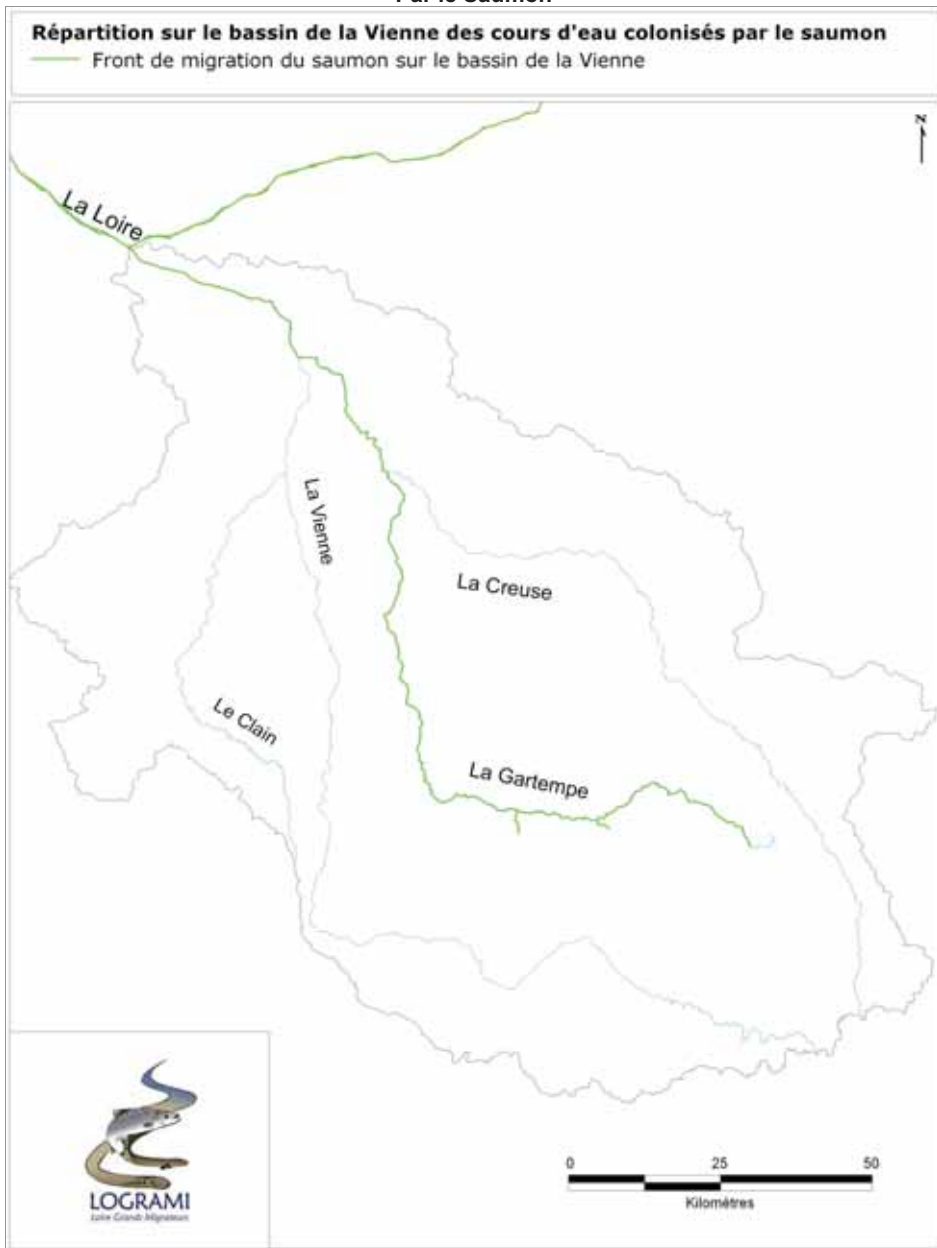 Par le Saumon
Répartition sur le bassin de la Vienne des cours d'eau colonisés par le saumon
Front de migration du saumon sur le bassin de la Vienne
z
La Loire
La Vienne
La Creuse
Le Clain
La Gartempe
0 25 50
Kilomètres
LOGRAMI
Loire Grands Migrateurs